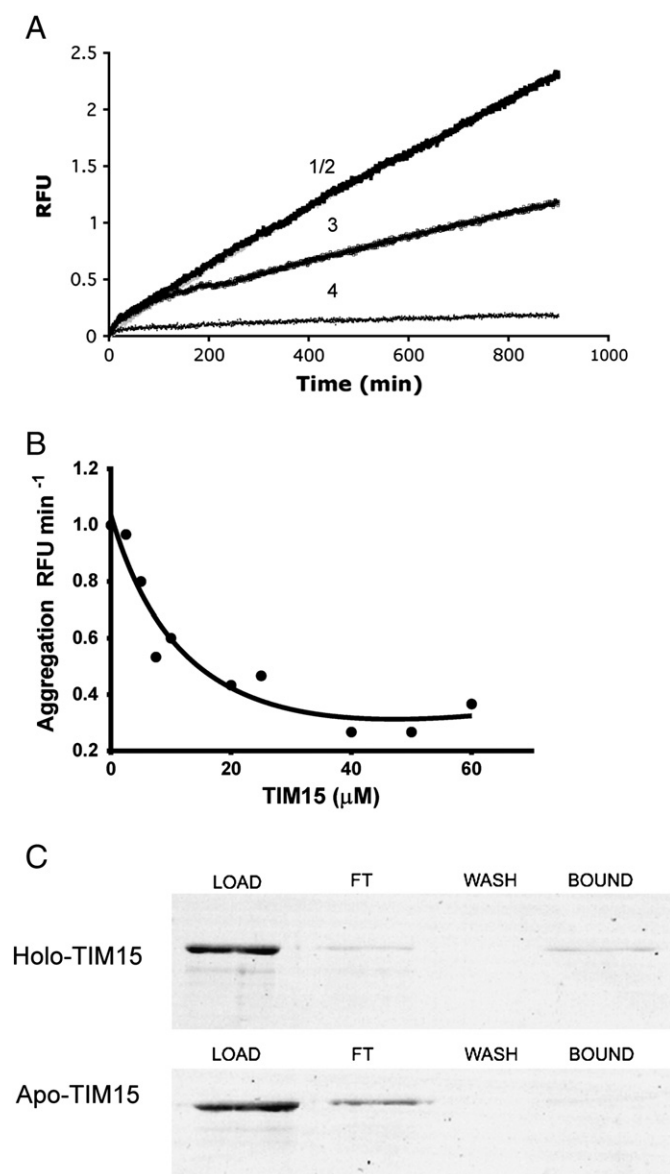 A
2.5
2
1.5
1
0.5
0
RFU
1/2
3
4
0 200 400 600 800 1000
Time (min)
B
1.2
1.0
0.8
0.6
0.4
0.2
Aggregation RFU min -1
0 20 40 60
TIM15 (μM)
C
LOAD FT WASH BOUND
Holo-TIM15
LOAD FT WASH BOUND
Apo-TIM15